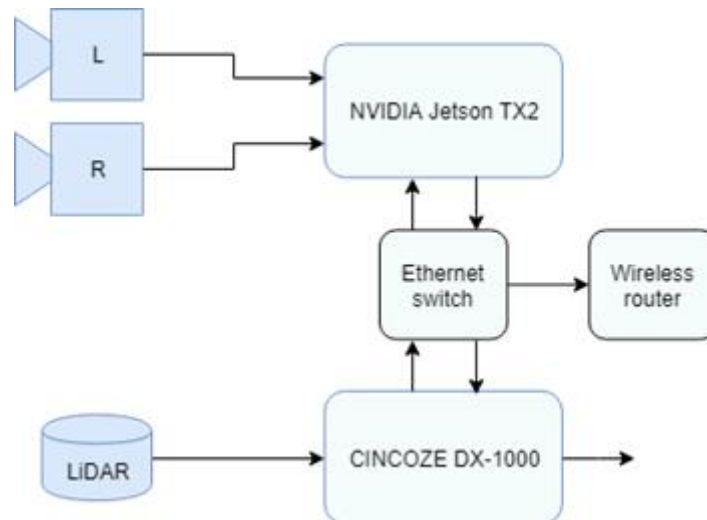 L
NVIDIA Jetson TX2
R
Ethernet
switch
Wireless
router
LiDAR
CINCOZE DX-1000